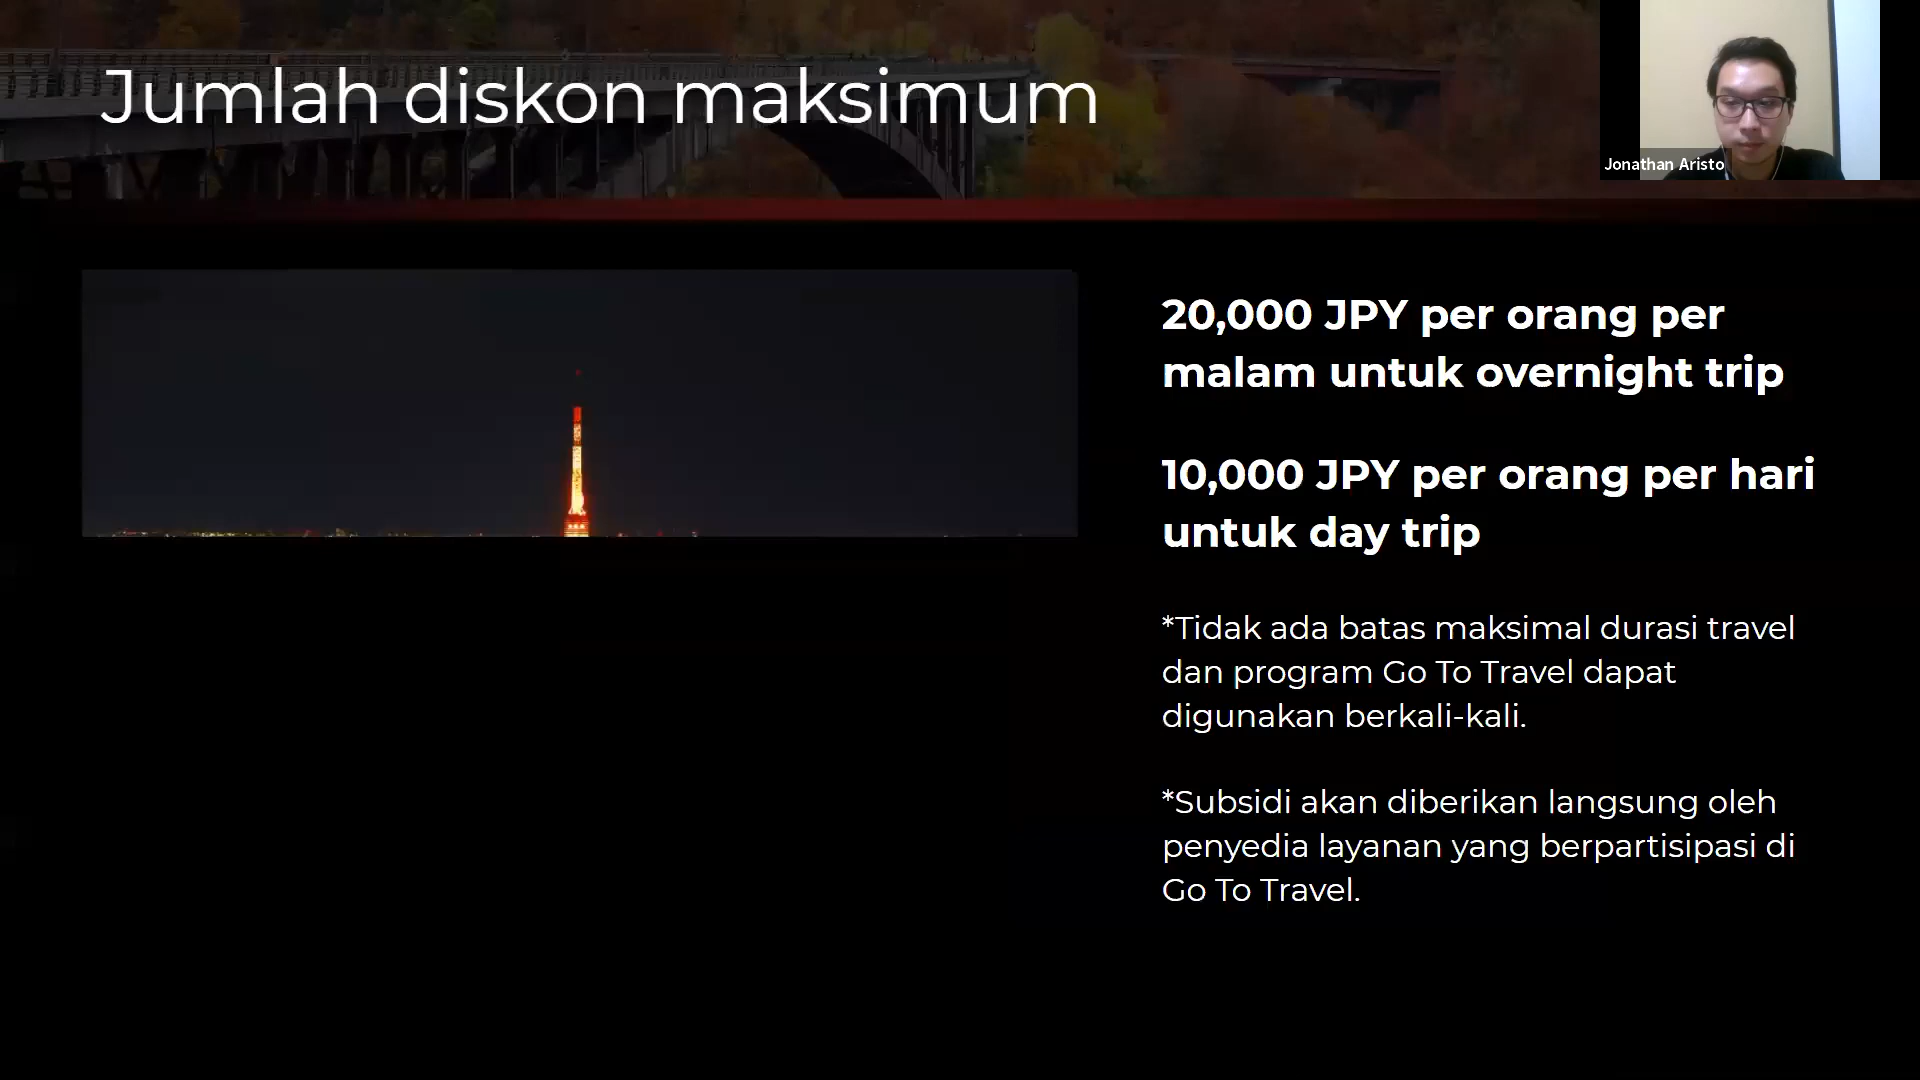 Jumlah diskon maksimum
Jonathan Aristo
20,000 JPY per orang per
malam untuk overnight trip
10,000 JPY per orang per hari
untuk day trip
*Tidak ada batas maksimal durasi travel
dan program Go To Travel dapat
digunakan berkali-kali.
*Subsidi akan diberikan langsung oleh
penyedia layanan yang berpartisipasi di
Go To Travel.